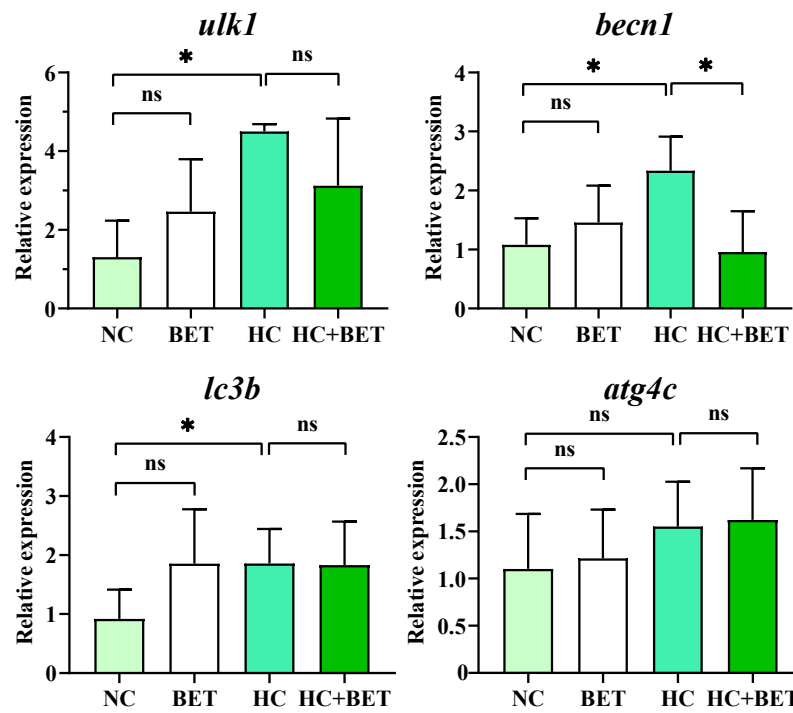 ulk1
Relative expression
6
4
2
0
ns
*
ns
NC BET HC HC+BET
becn1
Relative expression
4
3
2
1
0
ns
*
*
NC BET HC HC+BET
lc3b
Relative expression
4
3
2
1
0
ns
*
ns
NC BET HC HC+BET
atg4c
Relative expression
2.5
2.0
1.5
1.0
0.5
0
ns
ns
ns
NC BET HC HC+BET